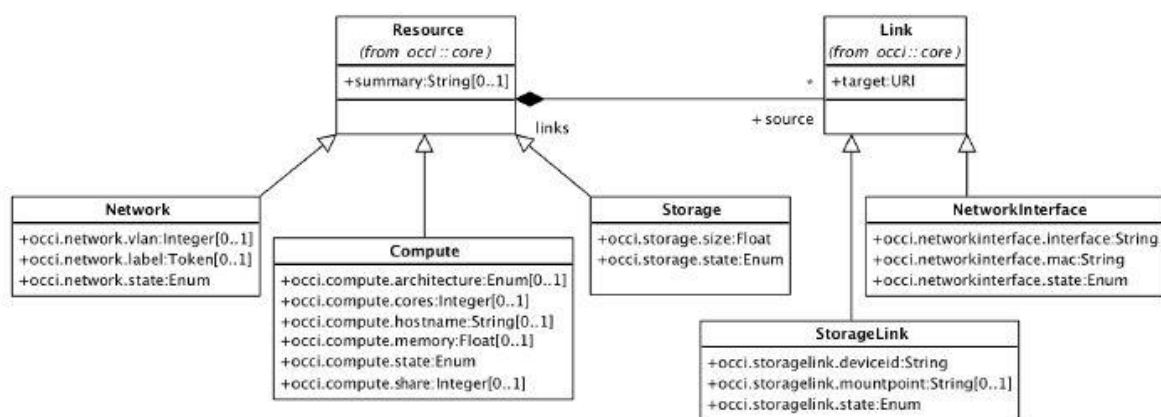 Resource
(from occi::core)
+summary:String[0..1]
links
Link
(from occi::core)
+target:URI
*
+ source
Network
+occi.network.vlan:Integer[0..1]
+occi.network.label:Token[0..1]
+occi.network.state:Enum
Compute
+occi.compute.architecture:Enum[0..1]
+occi.compute.cores:Integer[0..1]
+occi.compute.hostname:String[0..1]
+occi.compute.memory:Float[0..1]
+occi.compute.state:Enum
+occi.compute.share:Integer[0..1]
Storage
+occi.storage.size:Float
+occi.storage.state:Enum
NetworkInterface
+occi.networkinterface.interface:String
+occi.networkinterface.mac:String
+occi.networkinterface.state:Enum
StorageLink
+occi.storagelink.deviceid:String
+occi.storagelink.mountpoint:String[0..1]
+occi.storagelink.state:Enum